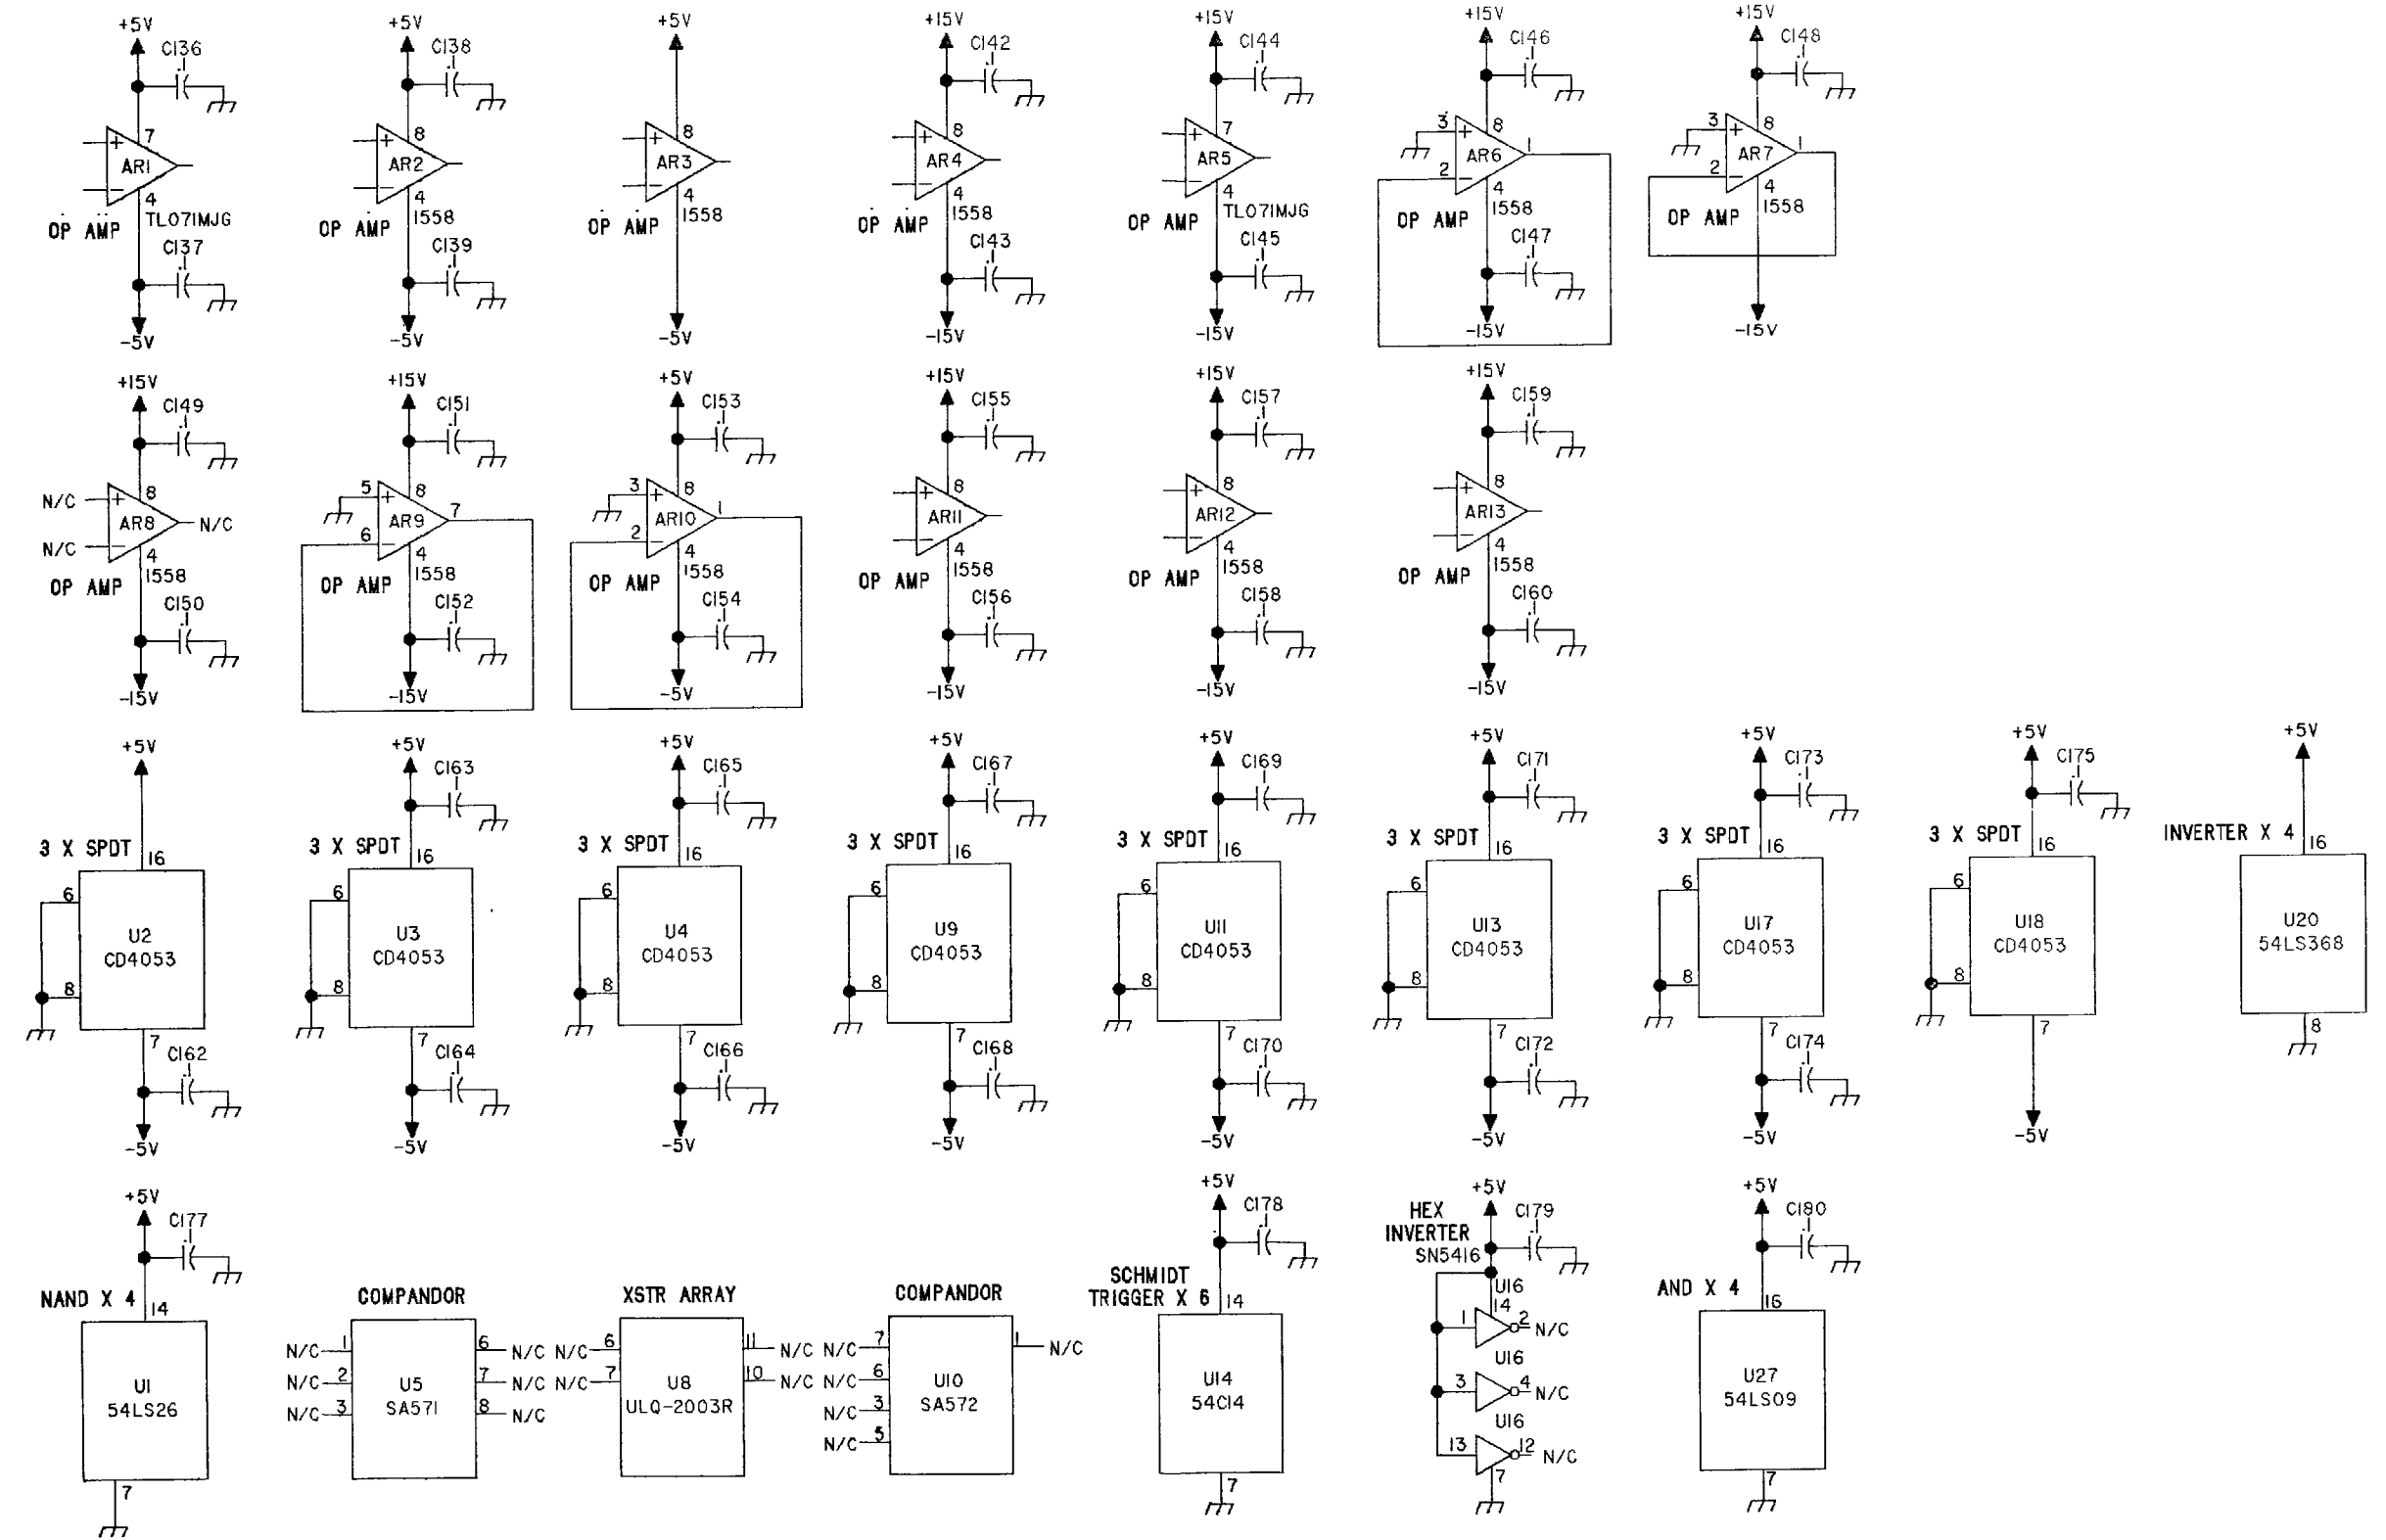 +5V
C136
7
+
AR1
−
4
TL071MJG
OP AMP
C137
−5V
+5V
C138
8
+
AR2
−
4
1558
OP AMP
C139
−5V
+5V
8
+
AR3
−
4
1558
OP AMP
−5V
+15V
C142
8
+
AR4
−
4
1558
OP AMP
C143
−15V
+15V
C144
7
+
AR5
−
4
TL071MJG
OP AMP
C145
−15V
+15V
C146
3
8
+
1
AR6
2
−
4
1558
OP AMP
C147
−15V
+15V
C148
3
8
+
1
AR7
2
−
4
1558
OP AMP
−15V
+15V
C149
8
N/C
+
AR8
N/C
N/C
−
4
1558
OP AMP
C150
−15V
+15V
C151
5
8
+
7
AR9
6
−
4
1558
OP AMP
C152
−15V
+5V
C153
3
8
+
1
AR10
2
−
4
1558
OP AMP
C154
−5V
+15V
C155
8
+
AR11
−
4
1558
OP AMP
C156
−15V
+15V
C157
8
+
AR12
−
4
1558
OP AMP
C158
−15V
+15V
C159
8
+
AR13
−
4
1558
OP AMP
C160
−15V
+5V
3 X SPDT
16
6
U2
CD4053
8
7
C162
−5V
+5V
C163
3 X SPDT
16
6
U3
CD4053
8
7
C164
−5V
+5V
C165
3 X SPDT
16
6
U4
CD4053
8
7
C166
−5V
+5V
C167
3 X SPDT
16
6
U9
CD4053
8
7
C168
−5V
+5V
C169
3 X SPDT
16
6
U11
CD4053
8
7
C170
−5V
+5V
C171
3 X SPDT
16
6
U13
CD4053
8
7
C172
−5V
+5V
C173
3 X SPDT
16
6
U17
CD4053
8
7
C174
−5V
+5V
C175
3 X SPDT
16
6
U18
CD4053
8
7
−5V
+5V
INVERTER X 4
16
U20
54LS368
8
+5V
C177
NAND X 4
14
U1
54LS26
7
COMPANDOR
N/C 1
6 N/C
N/C 2
7 N/C
N/C 3
8 N/C
U5
SA571
XSTR ARRAY
N/C 6
11 N/C
N/C 7
10 N/C
U8
ULQ-2003R
COMPANDOR
N/C 7
1 N/C
N/C 6
N/C 3
N/C 5
U10
SA572
+5V
C178
SCHMIDT
TRIGGER X 6
14
U14
54C14
7
+5V
HEX
INVERTER
C179
SN5416
U16
14
1
2
N/C
U16
3
4
N/C
U16
13
12
N/C
7
+5V
C180
AND X 4
16
U27
54LS09
7